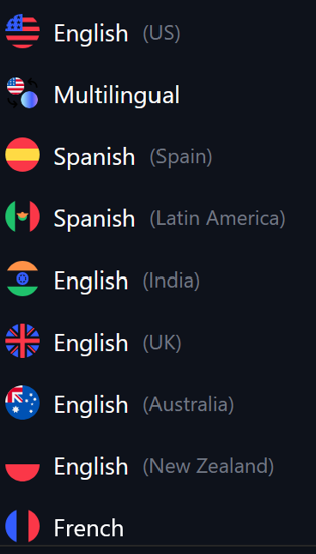 English (US)
Multilingual
Spanish (Spain)
Spanish (Latin America)
English (India)
English (UK)
English (Australia)
English (New Zealand)
French